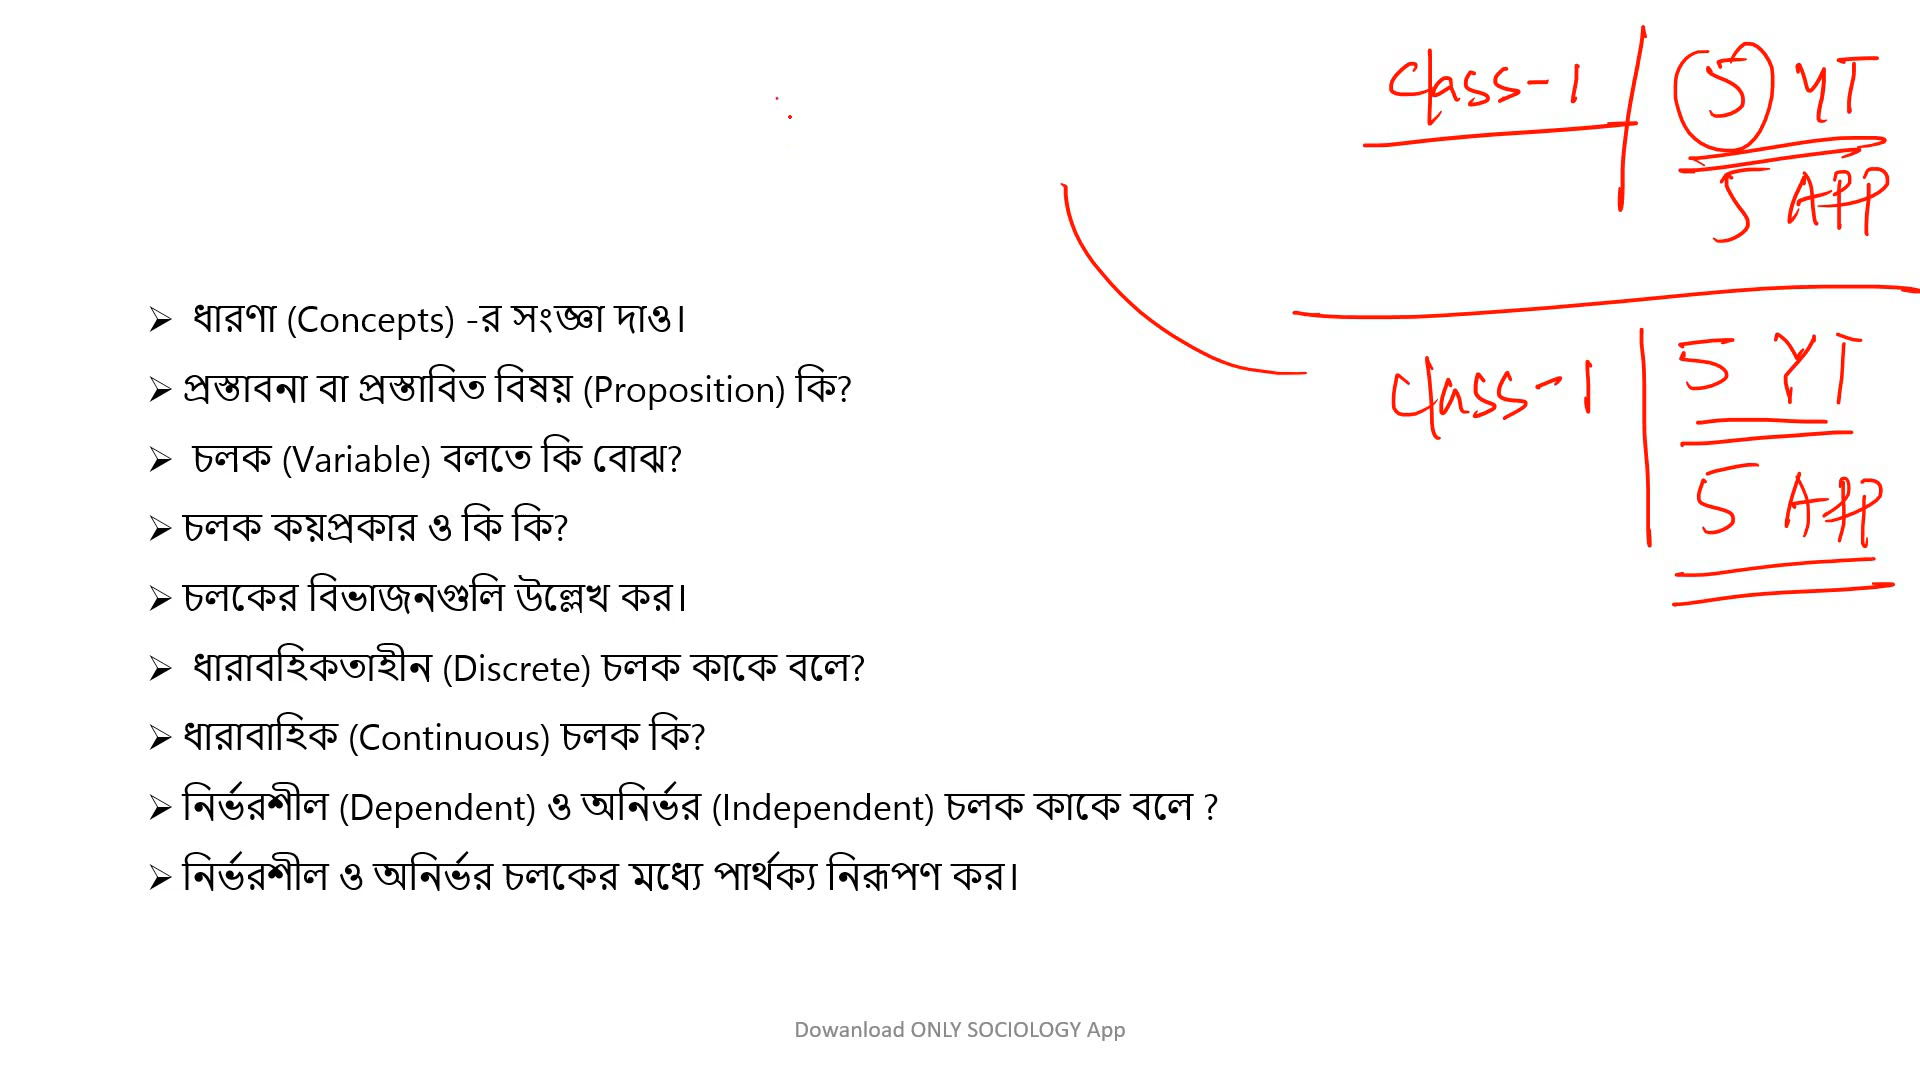 class-1 5 YT
5 APP
class-1 5 YT
5 APP
➢ ধারণা (Concepts) -র সংজ্ঞা দাও।
➢ প্রস্তাবনা বা প্রস্তাবিত বিষয় (Proposition) কি?
➢ চলক (Variable) বলতে কি বোঝ?
➢ চলক কয়প্রকার ও কি কি?
➢ চলকের বিভাজনগুলি উল্লেখ কর।
➢ ধারাবহিকতাহীন (Discrete) চলক কাকে বলে?
➢ ধারাবাহিক (Continuous) চলক কি?
➢ নির্ভরশীল (Dependent) ও অনির্ভর (Independent) চলক কাকে বলে ?
➢ নির্ভরশীল ও অনির্ভর চলকের মধ্যে পার্থক্য নিরূপণ কর।
Dowanload ONLY SOCIOLOGY App